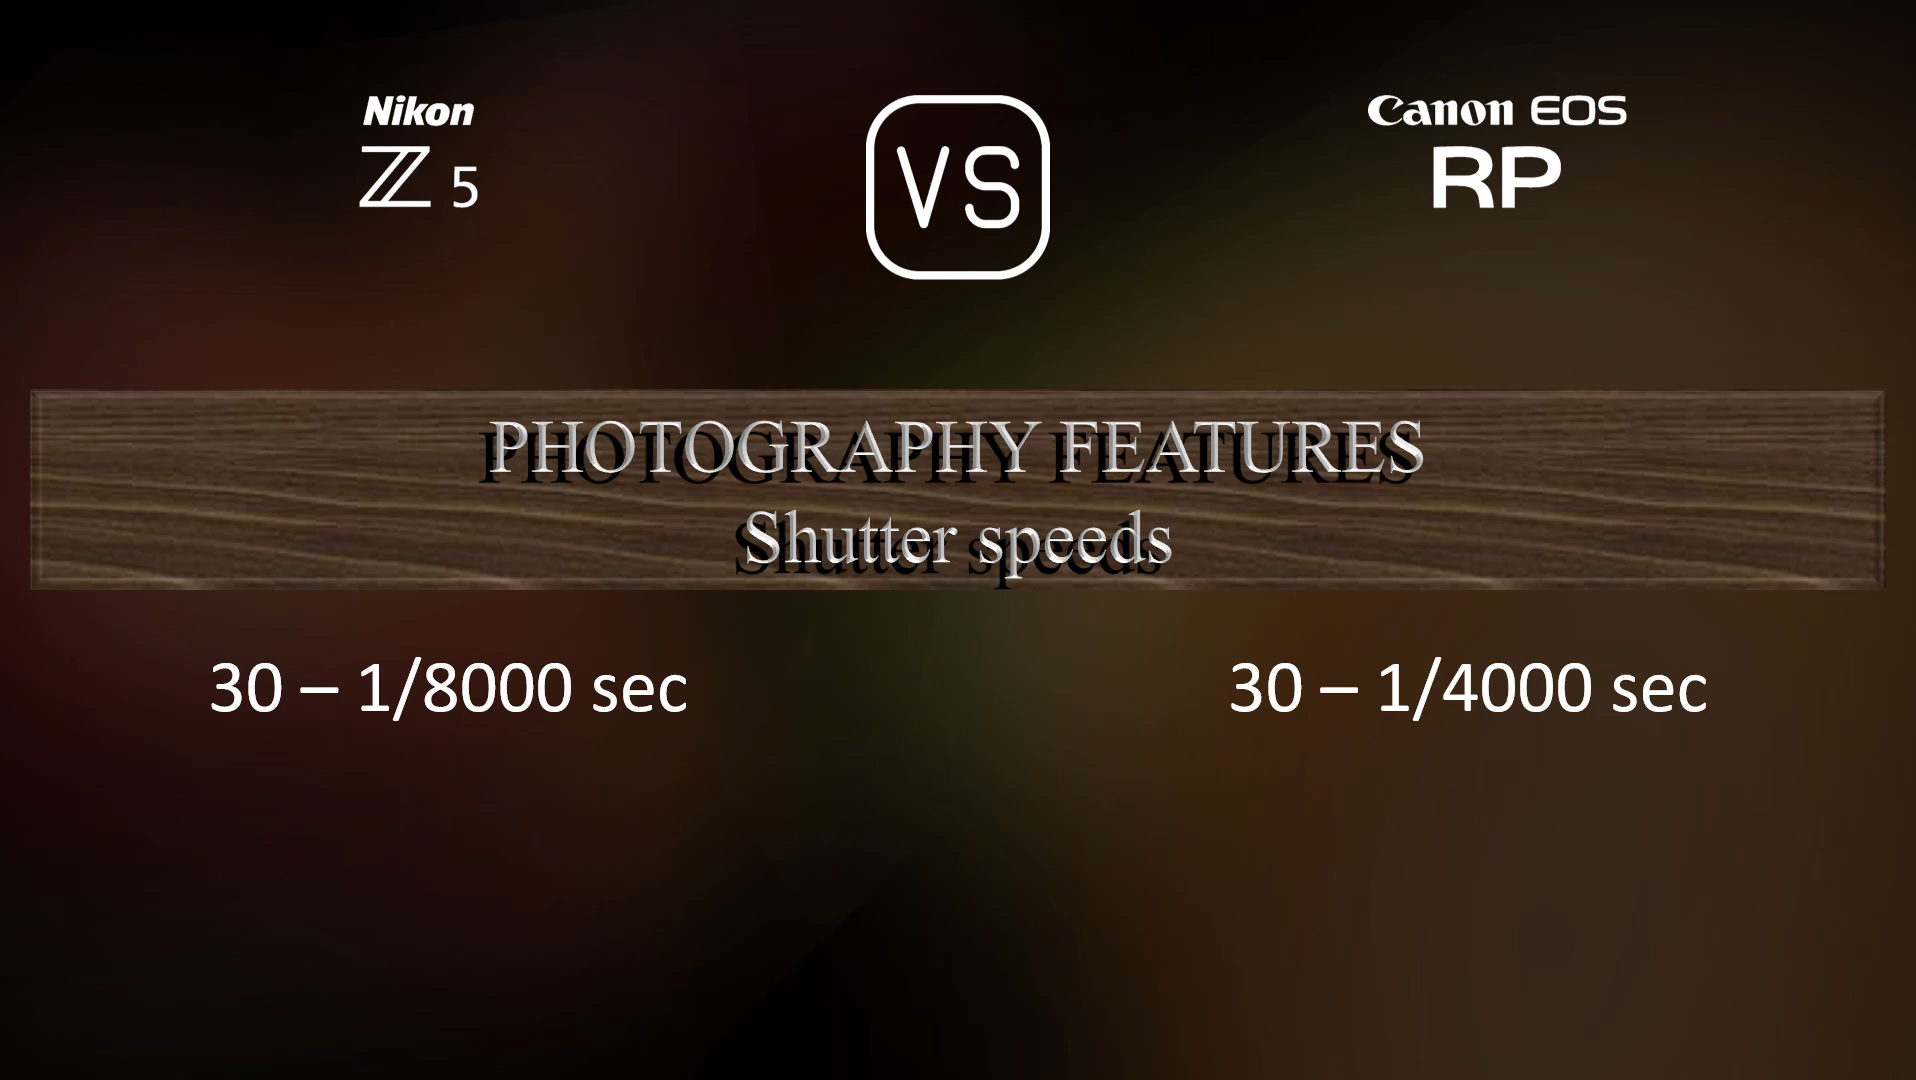 Nikon
Z 5
VS
Canon EOS
RP
PHOTOGRAPHY FEATURES
Shutter speeds
30 – 1/8000 sec
30 – 1/4000 sec